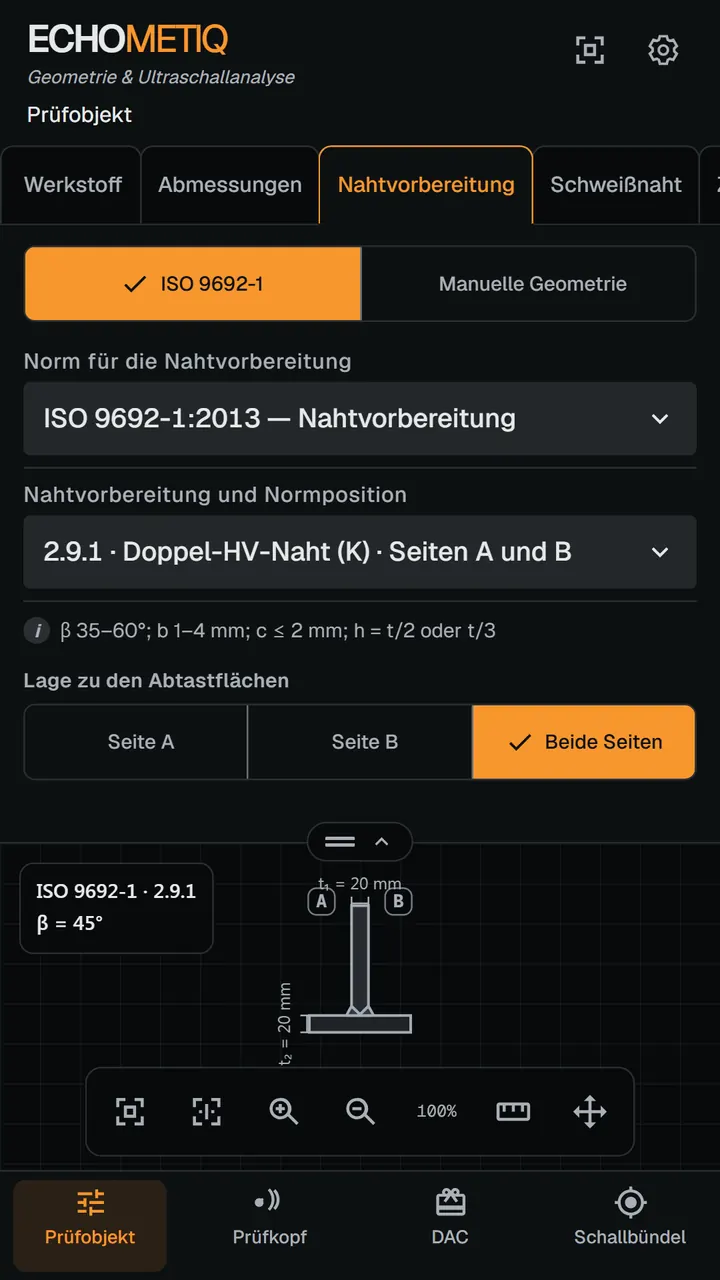 ECHOMETIQ
Geometrie & Ultraschallanalyse
Prüfobjekt
Werkstoff
Abmessungen
Nahtvorbereitung
Schweißnaht
ISO 9692-1
Manuelle Geometrie
Norm für die Nahtvorbereitung
ISO 9692-1:2013 — Nahtvorbereitung
Nahtvorbereitung und Normposition
2.9.1 · Doppel-HV-Naht (K) · Seiten A und B
i β 35–60°; b 1–4 mm; c ≤ 2 mm; h = t/2 oder t/3
Lage zu den Abtastflächen
Seite A
Seite B
Beide Seiten
ISO 9692-1 · 2.9.1
β = 45°
t₁ = 20 mm
A
B
t₂ = 20 mm
100%
Prüfobjekt
Prüfkopf
DAC
Schallbündel